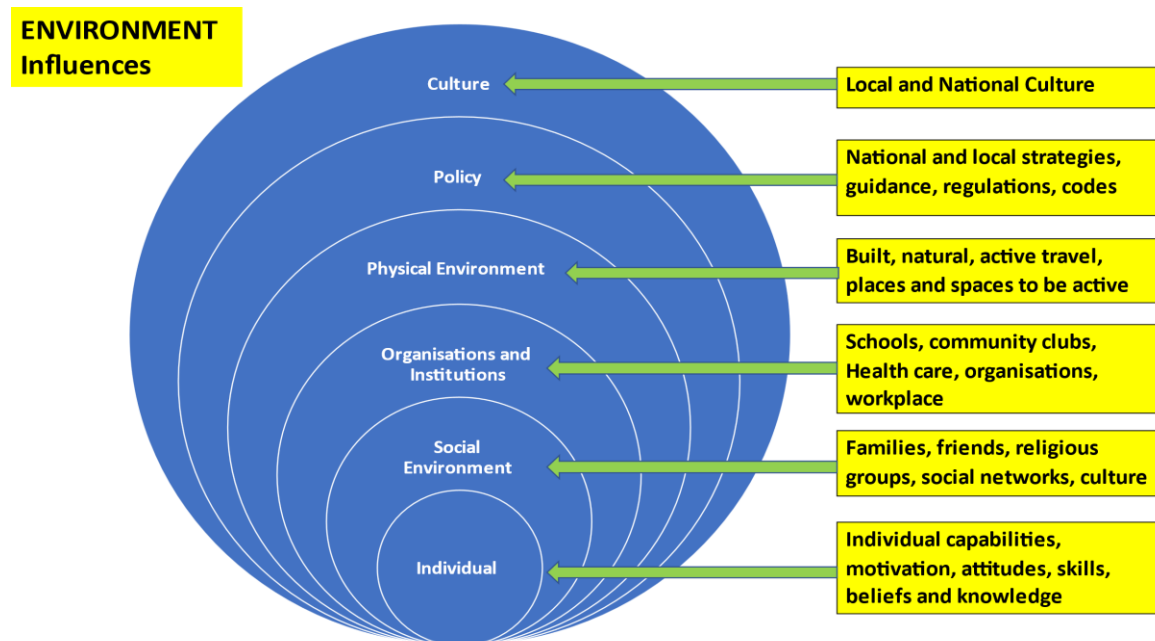 ENVIRONMENT
Influences
Culture
Local and National Culture
Policy
National and local strategies,
guidance, regulations, codes
Physical Environment
Built, natural, active travel,
places and spaces to be active
Organisations and
Institutions
Schools, community clubs,
Health care, organisations,
workplace
Social
Environment
Families, friends, religious
groups, social networks, culture
Individual
Individual capabilities,
motivation, attitudes, skills,
beliefs and knowledge